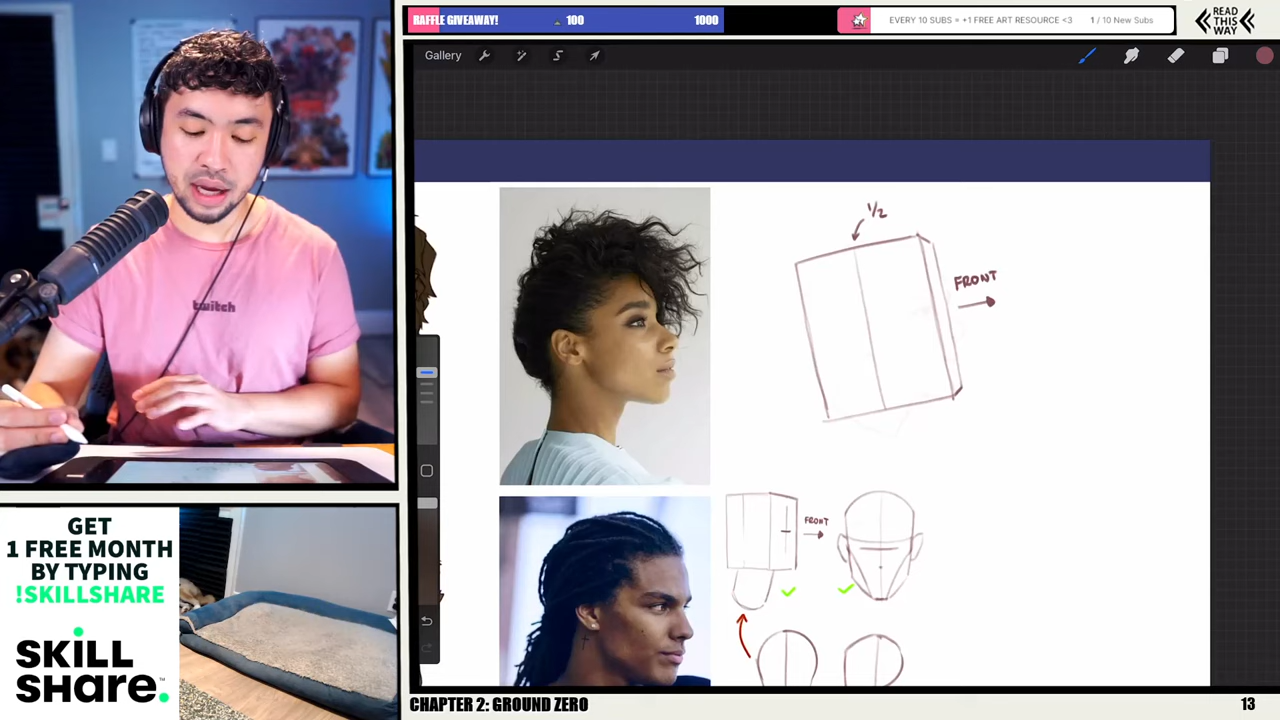 RAFFLE GIVEAWAY!
100
1000
EVERY 10 SUBS = +1 FREE ART RESOURCE <3
1 / 10 New Subs
READ
THIS
WAY
Gallery
twitch
1/2
FRONT
FRONT
GET
1 FREE MONTH
BY TYPING
!SKILLSHARE
SKILL
SHare.
CHAPTER 2: GROUND ZERO
13